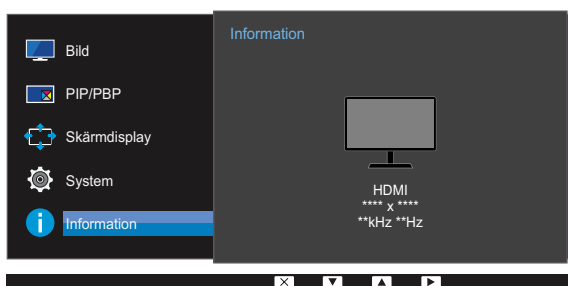 Bild
PIP/PBP
Skärmdisplay
System
Information
Information
HDMI
**** x ****
**kHz **Hz